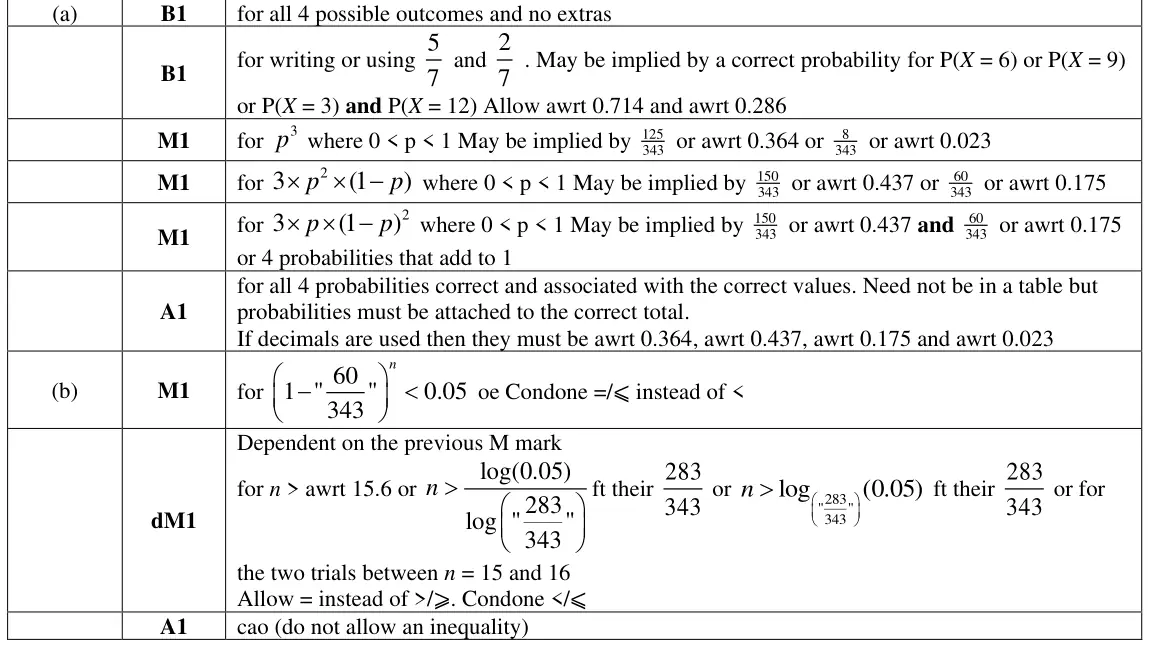 (a) B1 for all 4 possible outcomes and no extras
B1 for writing or using 5/7 and 2/7 . May be implied by a correct probability for P(X = 6) or P(X = 9)
or P(X = 3) and P(X = 12) Allow awrt 0.714 and awrt 0.286
M1 for p³ where 0 < p < 1 May be implied by 125/343 or awrt 0.364 or 8/343 or awrt 0.023
M1 for 3× p² ×(1− p) where 0 < p < 1 May be implied by 150/343 or awrt 0.437 or 60/343 or awrt 0.175
M1 for 3× p×(1− p)² where 0 < p < 1 May be implied by 150/343 or awrt 0.437 and 60/343 or awrt 0.175
or 4 probabilities that add to 1
A1 for all 4 probabilities correct and associated with the correct values. Need not be in a table but
probabilities must be attached to the correct total.
If decimals are used then they must be awrt 0.364, awrt 0.437, awrt 0.175 and awrt 0.023
(b) M1 for (1−"60/343")ⁿ < 0.05 oe Condone =/⩽ instead of <
dM1 Dependent on the previous M mark
for n > awrt 15.6 or n > log(0.05)/log("283/343") ft their 283/343 or n > log_("283/343")(0.05) ft their 283/343 or for
the two trials between n = 15 and 16
Allow = instead of >/⩾. Condone </⩽
A1 cao (do not allow an inequality)